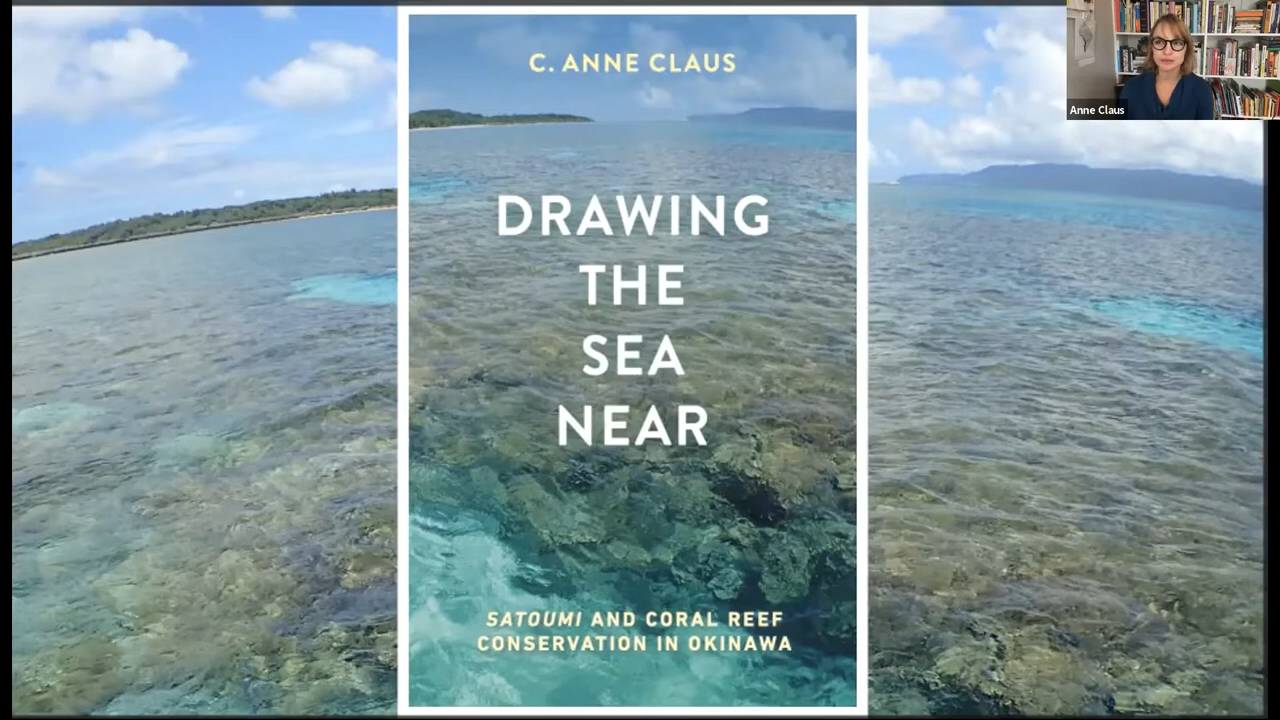 C. ANNE CLAUS
Anne Claus
DRAWING
THE
SEA
NEAR
SATOUMI AND CORAL REEF
CONSERVATION IN OKINAWA